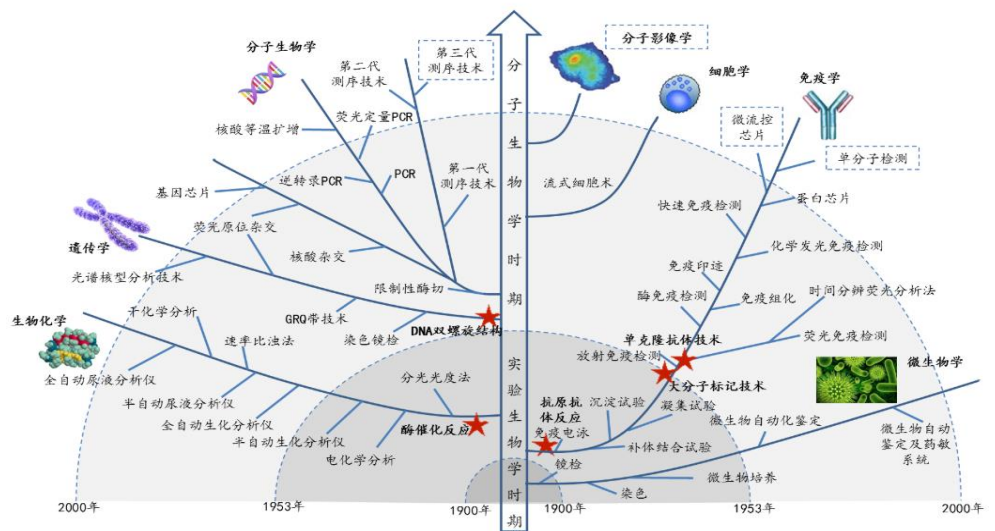 分子生物学时期
实验生物学时期
分子生物学
第二代
测序技术
第三代
测序技术
核酸等温扩增
荧光定量PCR
逆转录PCR
PCR
第一代
测序技术
基因芯片
荧光原位杂交
核酸杂交
限制性酶切
遗传学
光谱核型分析技术
GRQ带技术
染色镜检
DNA双螺旋结构
生物化学
干化学分析
速率比浊法
分光光度法
全自动尿液分析仪
半自动尿液分析仪
全自动生化分析仪
半自动生化分析仪
电化学分析
酶催化反应
分子影像学
细胞学
流式细胞术
免疫学
微流控
芯片
单分子检测
蛋白芯片
快速免疫检测
化学发光免疫检测
免疫印迹
酶免疫检测
免疫组化
时间分辨荧光分析法
荧光免疫检测
单克隆抗体技术
放射免疫检测
大分子标记技术
抗原抗
体反应
免疫电泳
沉淀试验
凝集试验
补体结合试验
微生物学
微生物自动化鉴定
微生物自动
鉴定及药敏
系统
镜检
染色
微生物培养
2000年
1953年
1900年
1900年
1953年
2000年